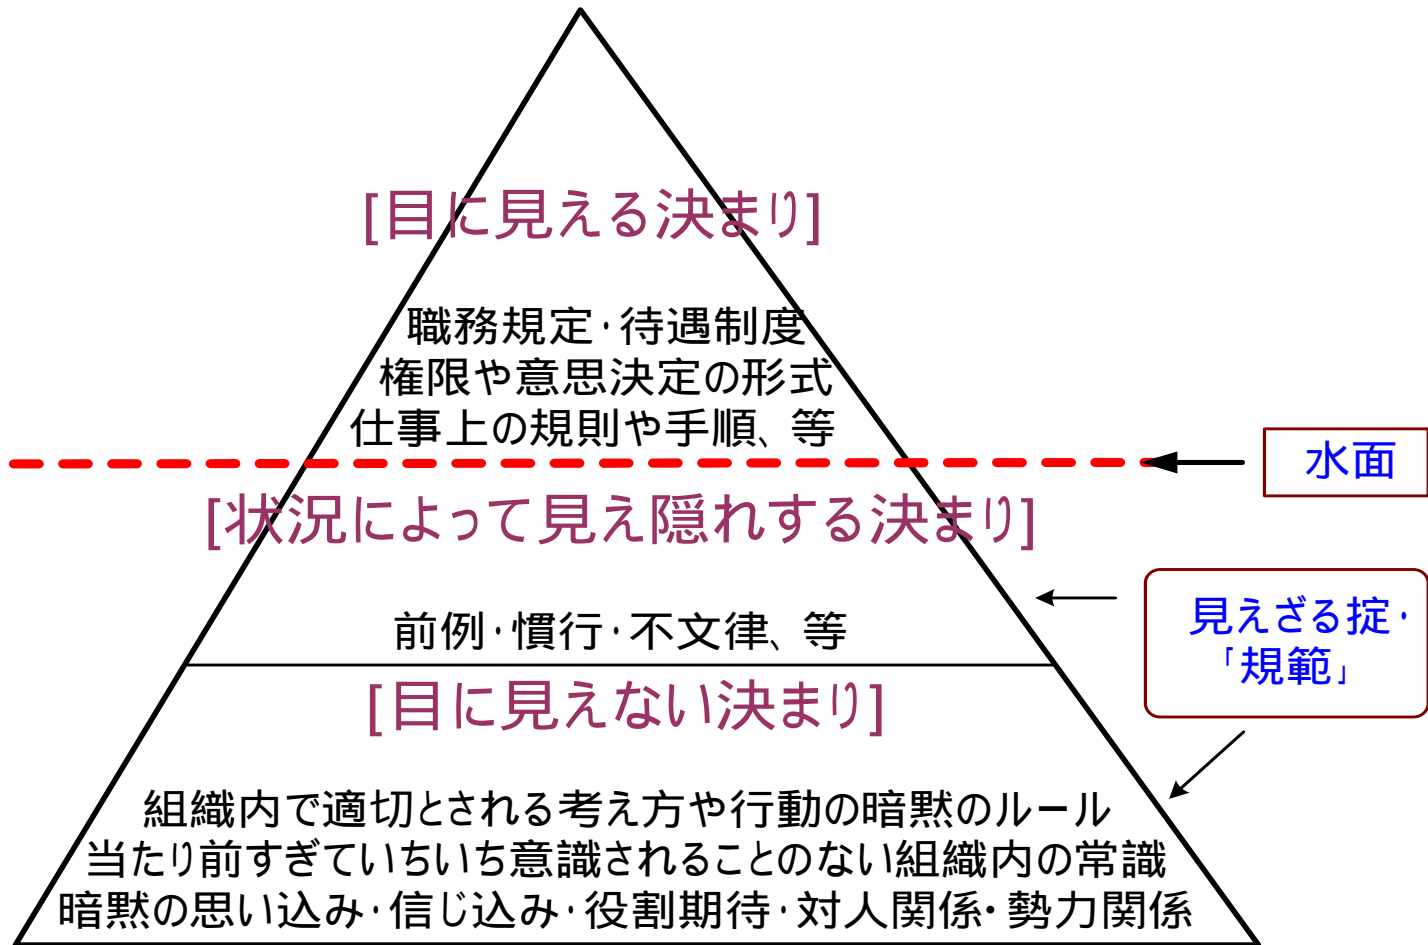 [目に見える決まり]
職務規定・待遇制度
権限や意思決定の形式
仕事上の規則や手順、等
水面
[状況によって見え隠れする決まり]
前例・慣行・不文律、等
見えざる掟・
「規範」
[目に見えない決まり]
組織内で適切とされる考え方や行動の暗黙のルール
当たり前すぎていちいち意識されることのない組織内の常識
暗黙の思い込み・信じ込み・役割期待・対人関係・勢力関係